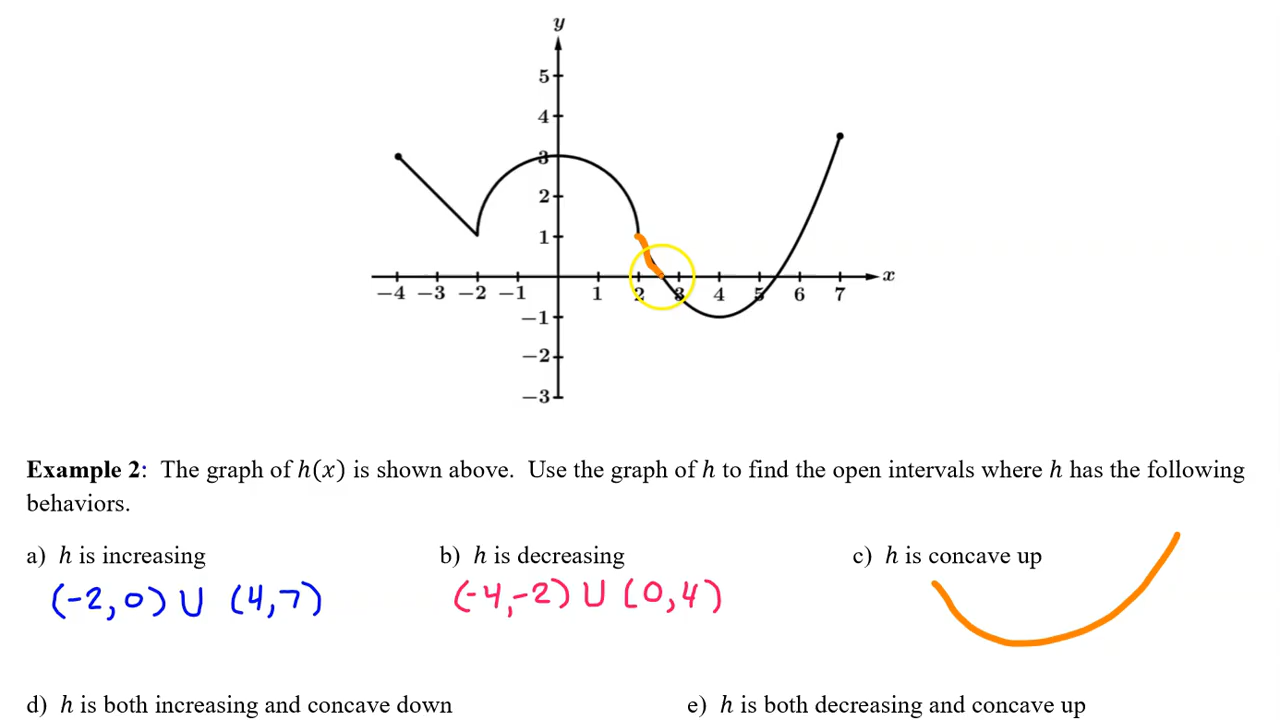 y
5
4
3
2
1
−4 −3 −2 −1 1 2 3 4 5 6 7 x
−1
−2
−3
Example 2: The graph of h(x) is shown above. Use the graph of h to find the open intervals where h has the following
behaviors.
a) h is increasing b) h is decreasing c) h is concave up
(-2,0) U (4,7) (-4,-2) U (0,4)
d) h is both increasing and concave down e) h is both decreasing and concave up